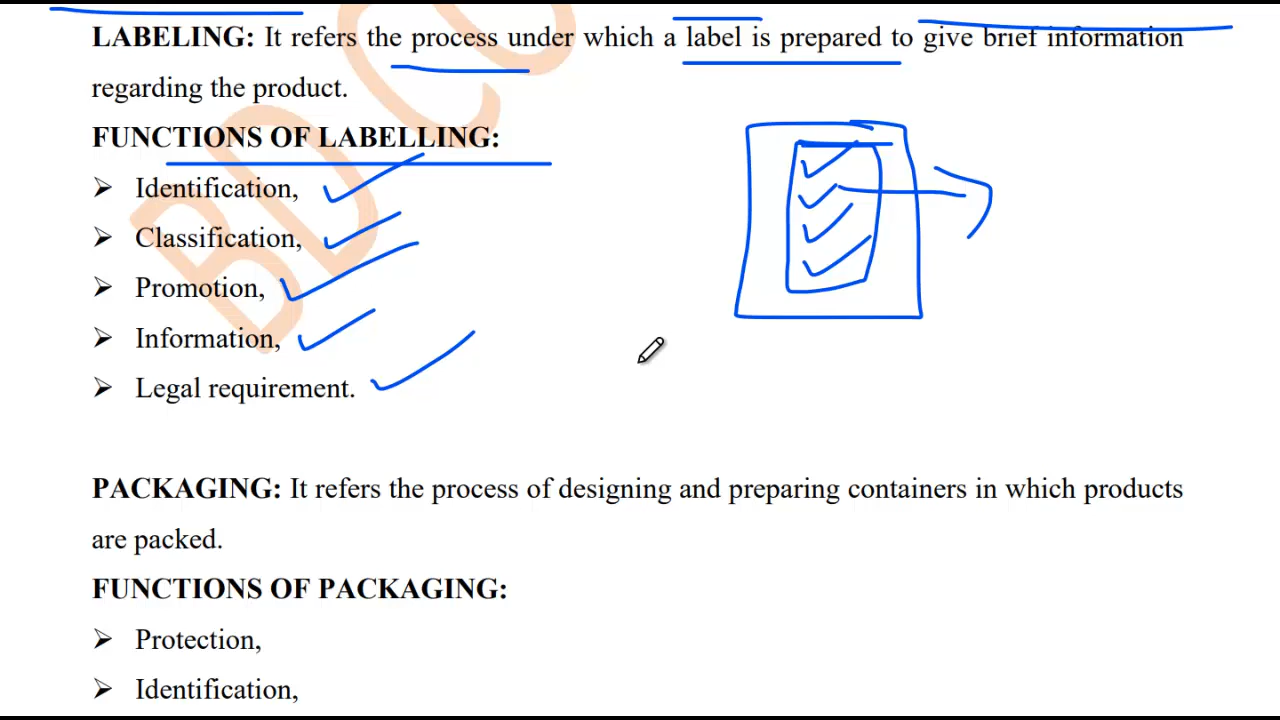 LABELING: It refers the process under which a label is prepared to give brief information
regarding the product.
FUNCTIONS OF LABELLING:
➢ Identification,
➢ Classification,
➢ Promotion,
➢ Information,
➢ Legal requirement.
PACKAGING: It refers the process of designing and preparing containers in which products
are packed.
FUNCTIONS OF PACKAGING:
➢ Protection,
➢ Identification,
BD CO